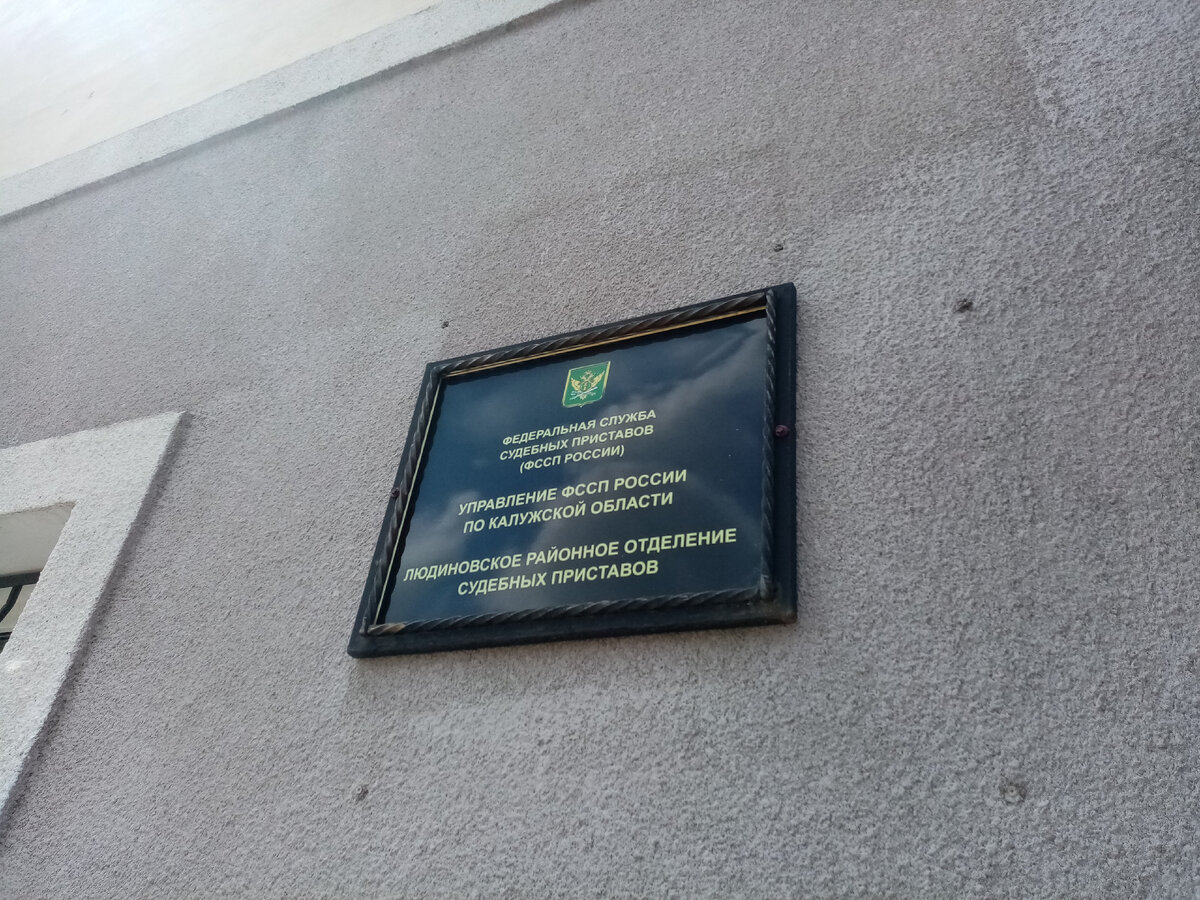 ФЕДЕРАЛЬНАЯ СЛУЖБА
СУДЕБНЫХ ПРИСТАВОВ
(ФССП РОССИИ)
УПРАВЛЕНИЕ ФССП РОССИИ
ПО КАЛУЖСКОЙ ОБЛАСТИ
ЛЮДИНОВСКОЕ РАЙОННОЕ ОТДЕЛЕНИЕ
СУДЕБНЫХ ПРИСТАВОВ